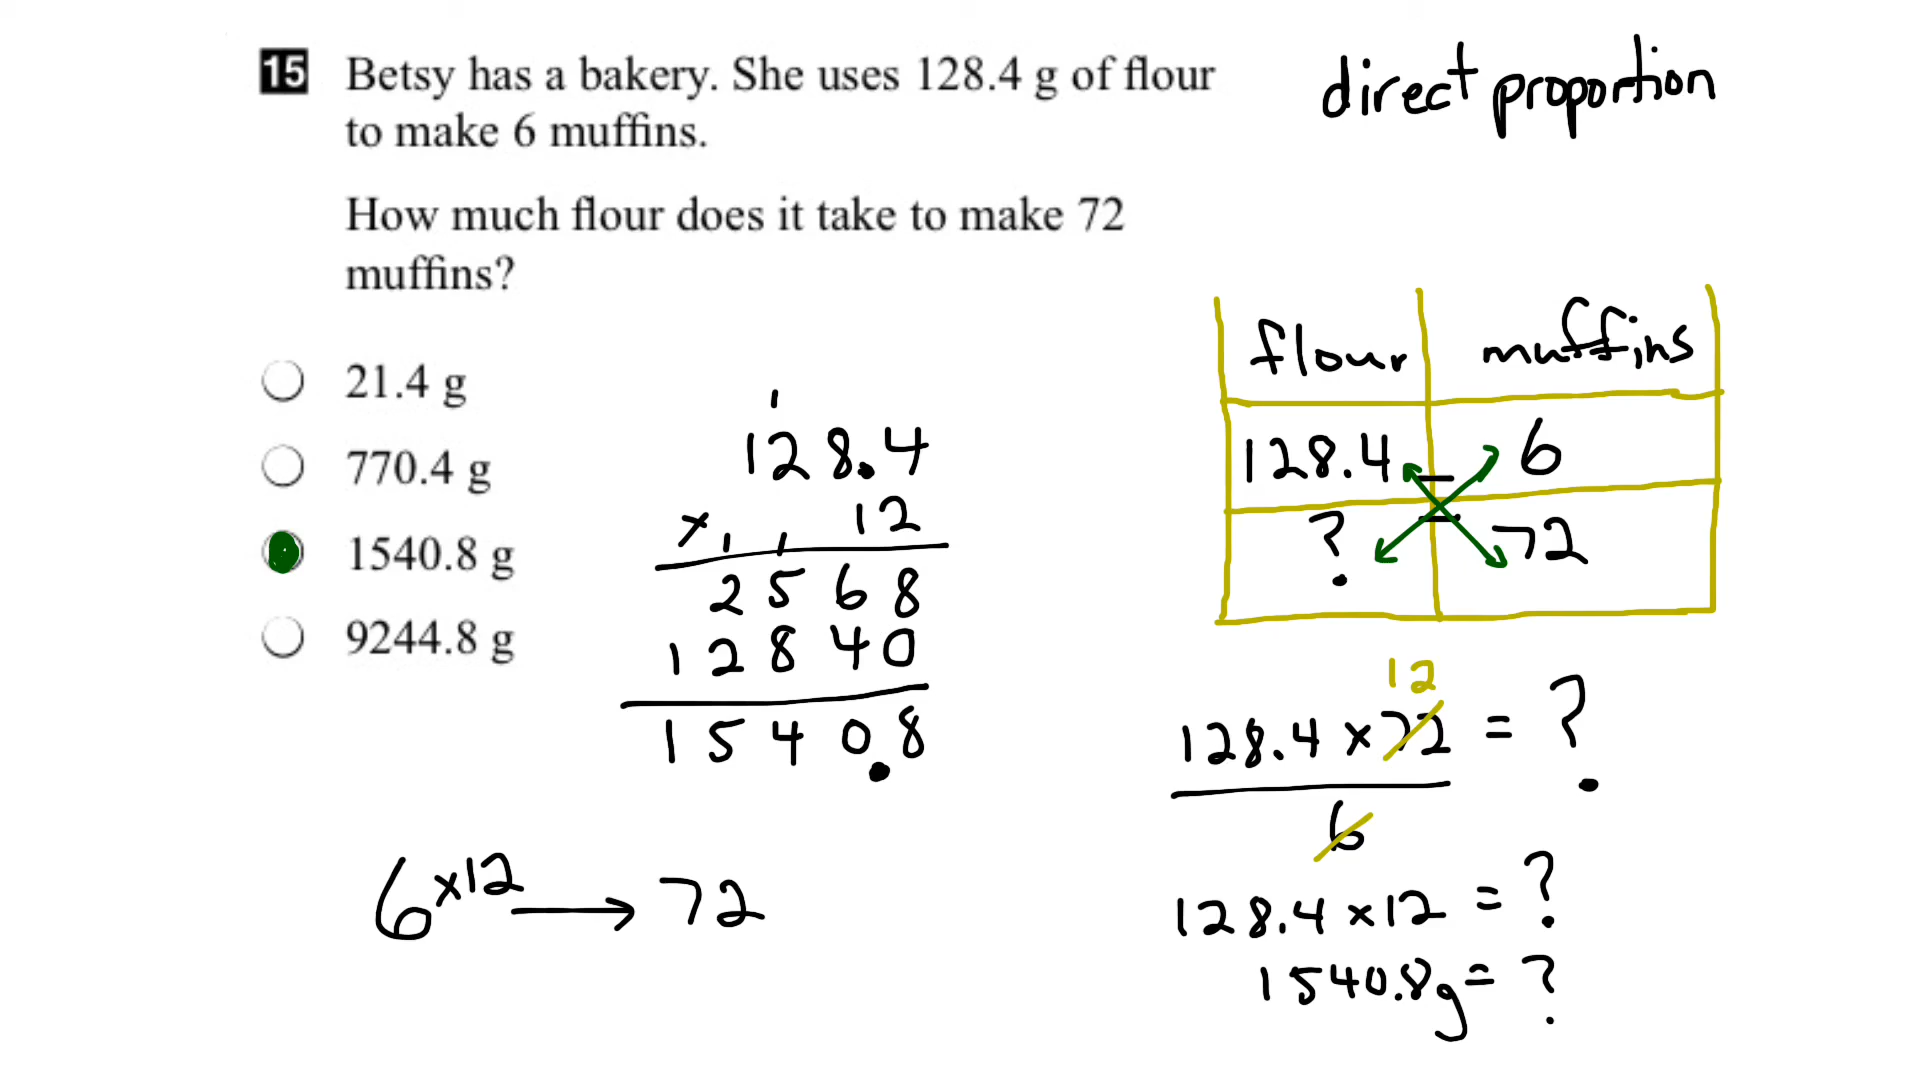 15 Betsy has a bakery. She uses 128.4 g of flour
to make 6 muffins.
How much flour does it take to make 72
muffins?
21.4 g
770.4 g
1540.8 g
9244.8 g
direct proportion
1
128.4
× 12
1 1
2568
12840
1540.8
6 ×12 → 72
flour muffins
128.4 = 6
? 72
12
128.4 × 72 = ?
6
128.4 × 12 = ?
1540.8g = ?